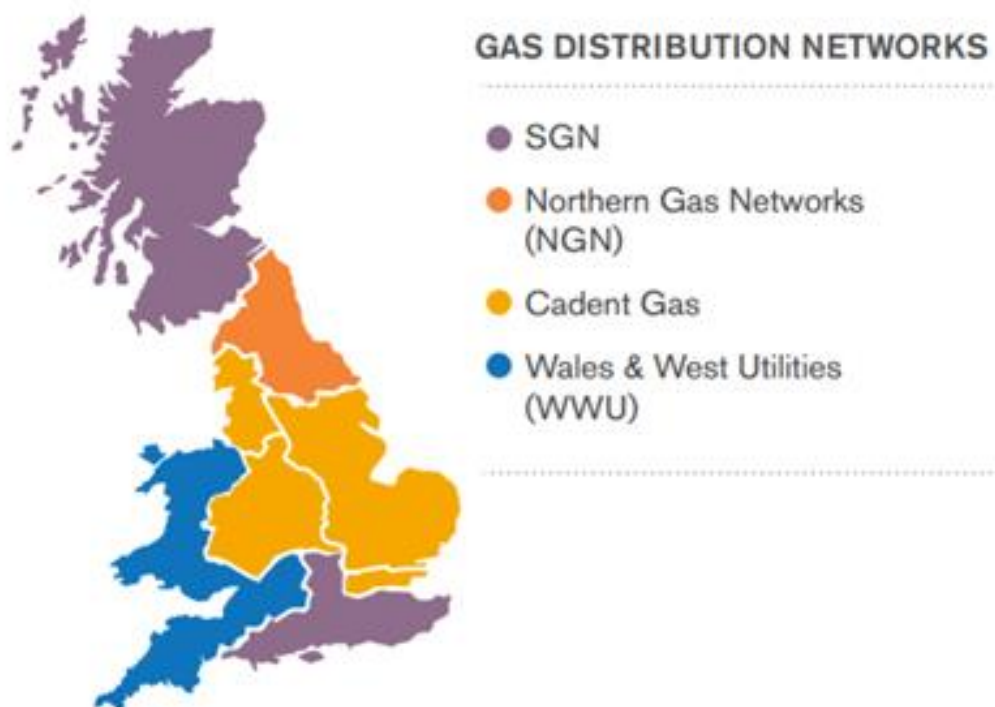 GAS DISTRIBUTION NETWORKS
SGN
Northern Gas Networks
(NGN)
Cadent Gas
Wales & West Utilities
(WWU)